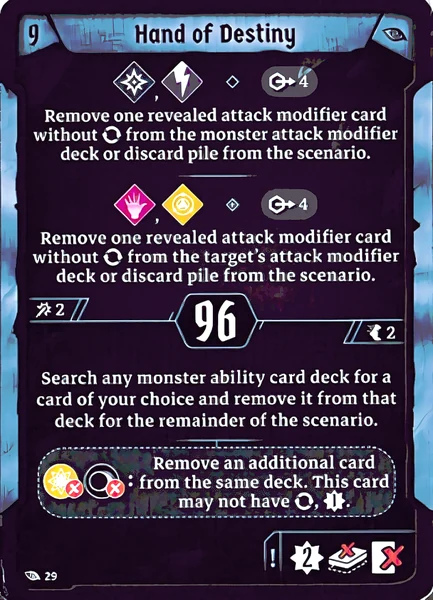 9 Hand of Destiny
, 4
Remove one revealed attack modifier card
without from the monster attack modifier
deck or discard pile from the scenario.
, 4
Remove one revealed attack modifier card
without from the target's attack modifier
deck or discard pile from the scenario.
2
96
2
Search any monster ability card deck for a
card of your choice and remove it from that
deck for the remainder of the scenario.
Remove an additional card
: from the same deck. This card
may not have , 1.
! 2
29